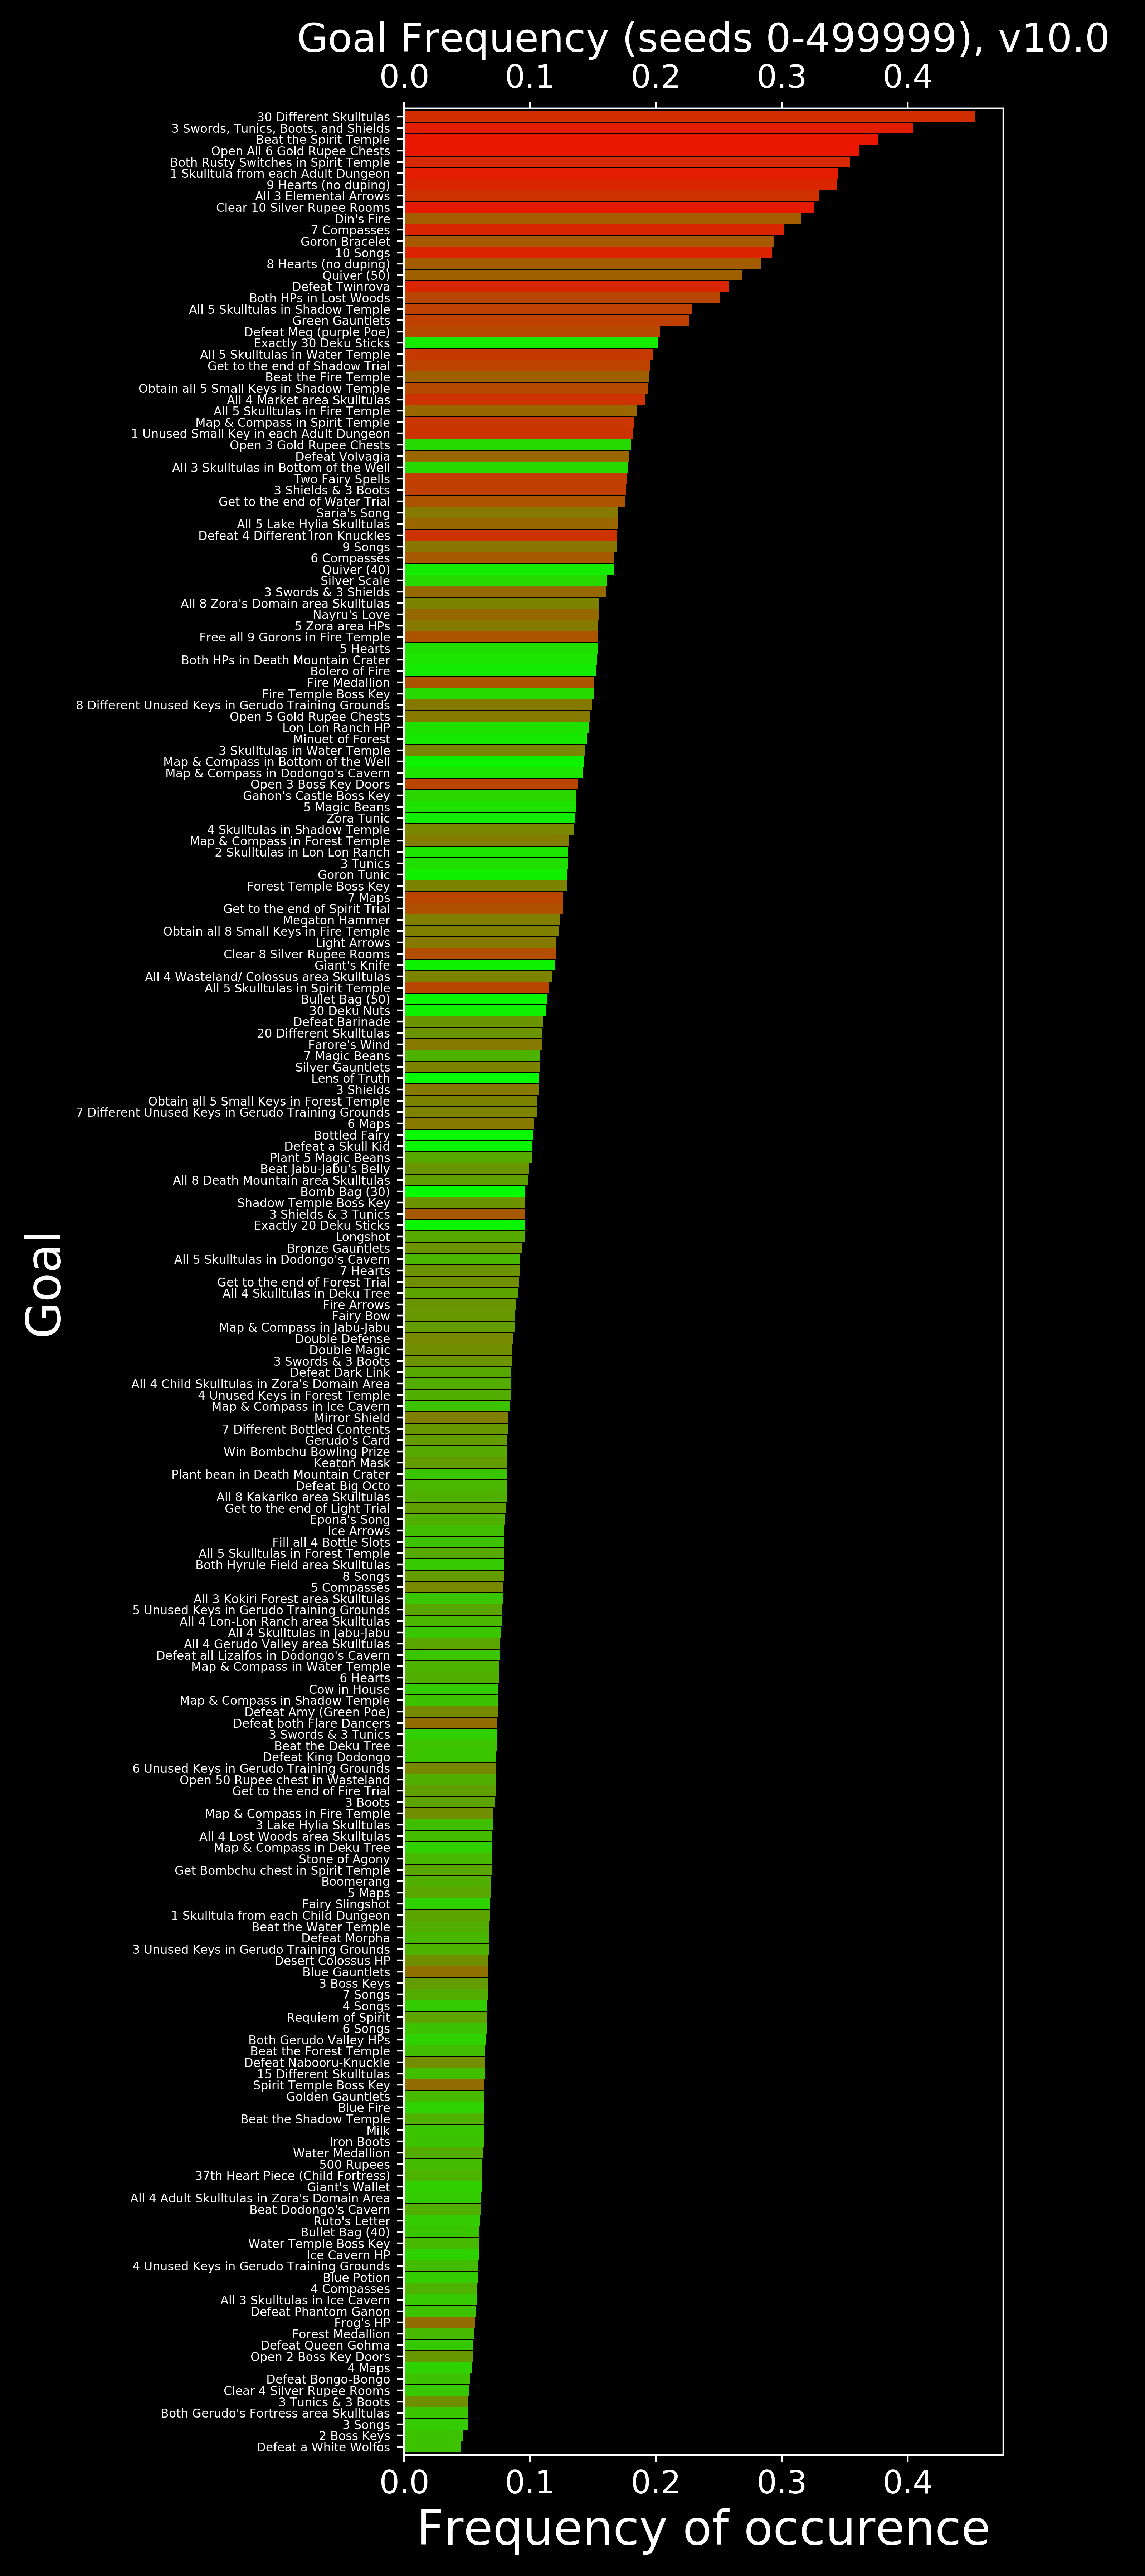 Goal Frequency (seeds 0-499999), v10.0
0.0 0.1 0.2 0.3 0.4
30 Different Skulltulas
3 Swords, Tunics, Boots, and Shields
Beat the Spirit Temple
Open All 6 Gold Rupee Chests
Both Rusty Switches in Spirit Temple
1 Skulltula from each Adult Dungeon
9 Hearts (no duping)
All 3 Elemental Arrows
Clear 10 Silver Rupee Rooms
Din's Fire
7 Compasses
Goron Bracelet
10 Songs
8 Hearts (no duping)
Quiver (50)
Defeat Twinrova
Both HPs in Lost Woods
All 5 Skulltulas in Shadow Temple
Green Gauntlets
Defeat Meg (purple Poe)
Exactly 30 Deku Sticks
All 5 Skulltulas in Water Temple
Get to the end of Shadow Trial
Beat the Fire Temple
Obtain all 5 Small Keys in Shadow Temple
All 4 Market area Skulltulas
All 5 Skulltulas in Fire Temple
Map & Compass in Spirit Temple
1 Unused Small Key in each Adult Dungeon
Open 3 Gold Rupee Chests
Defeat Volvagia
All 3 Skulltulas in Bottom of the Well
Two Fairy Spells
3 Shields & 3 Boots
Get to the end of Water Trial
Saria's Song
All 5 Lake Hylia Skulltulas
Defeat 4 Different Iron Knuckles
9 Songs
6 Compasses
Quiver (40)
Silver Scale
3 Swords & 3 Shields
All 8 Zora's Domain area Skulltulas
Nayru's Love
5 Zora area HPs
Free all 9 Gorons in Fire Temple
5 Hearts
Both HPs in Death Mountain Crater
Bolero of Fire
Fire Medallion
Fire Temple Boss Key
8 Different Unused Keys in Gerudo Training Grounds
Open 5 Gold Rupee Chests
Lon Lon Ranch HP
Minuet of Forest
3 Skulltulas in Water Temple
Map & Compass in Bottom of the Well
Map & Compass in Dodongo's Cavern
Open 3 Boss Key Doors
Ganon's Castle Boss Key
5 Magic Beans
Zora Tunic
4 Skulltulas in Shadow Temple
Map & Compass in Forest Temple
2 Skulltulas in Lon Lon Ranch
3 Tunics
Goron Tunic
Forest Temple Boss Key
7 Maps
Get to the end of Spirit Trial
Megaton Hammer
Obtain all 8 Small Keys in Fire Temple
Light Arrows
Clear 8 Silver Rupee Rooms
Giant's Knife
All 4 Wasteland/ Colossus area Skulltulas
All 5 Skulltulas in Spirit Temple
Bullet Bag (50)
30 Deku Nuts
Defeat Barinade
20 Different Skulltulas
Farore's Wind
7 Magic Beans
Silver Gauntlets
Lens of Truth
3 Shields
Obtain all 5 Small Keys in Forest Temple
7 Different Unused Keys in Gerudo Training Grounds
6 Maps
Bottled Fairy
Defeat a Skull Kid
Plant 5 Magic Beans
Beat Jabu-Jabu's Belly
All 8 Death Mountain area Skulltulas
Bomb Bag (30)
Shadow Temple Boss Key
3 Shields & 3 Tunics
Exactly 20 Deku Sticks
Longshot
Bronze Gauntlets
All 5 Skulltulas in Dodongo's Cavern
7 Hearts
Get to the end of Forest Trial
All 4 Skulltulas in Deku Tree
Fire Arrows
Fairy Bow
Map & Compass in Jabu-Jabu
Double Defense
Double Magic
3 Swords & 3 Boots
Defeat Dark Link
All 4 Child Skulltulas in Zora's Domain Area
4 Unused Keys in Forest Temple
Map & Compass in Ice Cavern
Mirror Shield
7 Different Bottled Contents
Gerudo's Card
Win Bombchu Bowling Prize
Keaton Mask
Plant bean in Death Mountain Crater
Defeat Big Octo
All 8 Kakariko area Skulltulas
Get to the end of Light Trial
Epona's Song
Ice Arrows
Fill all 4 Bottle Slots
All 5 Skulltulas in Forest Temple
Both Hyrule Field area Skulltulas
8 Songs
5 Compasses
All 3 Kokiri Forest area Skulltulas
5 Unused Keys in Gerudo Training Grounds
All 4 Lon-Lon Ranch area Skulltulas
All 4 Skulltulas in Jabu-Jabu
All 4 Gerudo Valley area Skulltulas
Defeat all Lizalfos in Dodongo's Cavern
Map & Compass in Water Temple
6 Hearts
Cow in House
Map & Compass in Shadow Temple
Defeat Amy (Green Poe)
Defeat both Flare Dancers
3 Swords & 3 Tunics
Beat the Deku Tree
Defeat King Dodongo
6 Unused Keys in Gerudo Training Grounds
Open 50 Rupee chest in Wasteland
Get to the end of Fire Trial
3 Boots
Map & Compass in Fire Temple
3 Lake Hylia Skulltulas
All 4 Lost Woods area Skulltulas
Map & Compass in Deku Tree
Stone of Agony
Get Bombchu chest in Spirit Temple
Boomerang
5 Maps
Fairy Slingshot
1 Skulltula from each Child Dungeon
Beat the Water Temple
Defeat Morpha
3 Unused Keys in Gerudo Training Grounds
Desert Colossus HP
Blue Gauntlets
3 Boss Keys
7 Songs
4 Songs
Requiem of Spirit
6 Songs
Both Gerudo Valley HPs
Beat the Forest Temple
Defeat Nabooru-Knuckle
15 Different Skulltulas
Spirit Temple Boss Key
Golden Gauntlets
Blue Fire
Beat the Shadow Temple
Milk
Iron Boots
Water Medallion
500 Rupees
37th Heart Piece (Child Fortress)
Giant's Wallet
All 4 Adult Skulltulas in Zora's Domain Area
Beat Dodongo's Cavern
Ruto's Letter
Bullet Bag (40)
Water Temple Boss Key
Ice Cavern HP
4 Unused Keys in Gerudo Training Grounds
Blue Potion
4 Compasses
All 3 Skulltulas in Ice Cavern
Defeat Phantom Ganon
Frog's HP
Forest Medallion
Defeat Queen Gohma
Open 2 Boss Key Doors
4 Maps
Defeat Bongo-Bongo
Clear 4 Silver Rupee Rooms
3 Tunics & 3 Boots
Both Gerudo's Fortress area Skulltulas
3 Songs
2 Boss Keys
Defeat a White Wolfos
Goal
0.0 0.1 0.2 0.3 0.4
Frequency of occurence